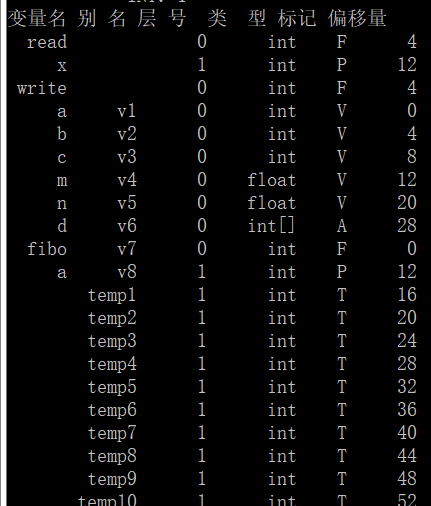 变量名 别 名 层 号 类 型 标记 偏移量
read 0 int F 4
x 1 int P 12
write 0 int F 4
a v1 0 int V 0
b v2 0 int V 4
c v3 0 int V 8
m v4 0 float V 12
n v5 0 float V 20
d v6 0 int[] A 28
fibo v7 0 int F 0
a v8 1 int P 12
temp1 1 int T 16
temp2 1 int T 20
temp3 1 int T 24
temp4 1 int T 28
temp5 1 int T 32
temp6 1 int T 36
temp7 1 int T 40
temp8 1 int T 44
temp9 1 int T 48
temp10 1 int T 52